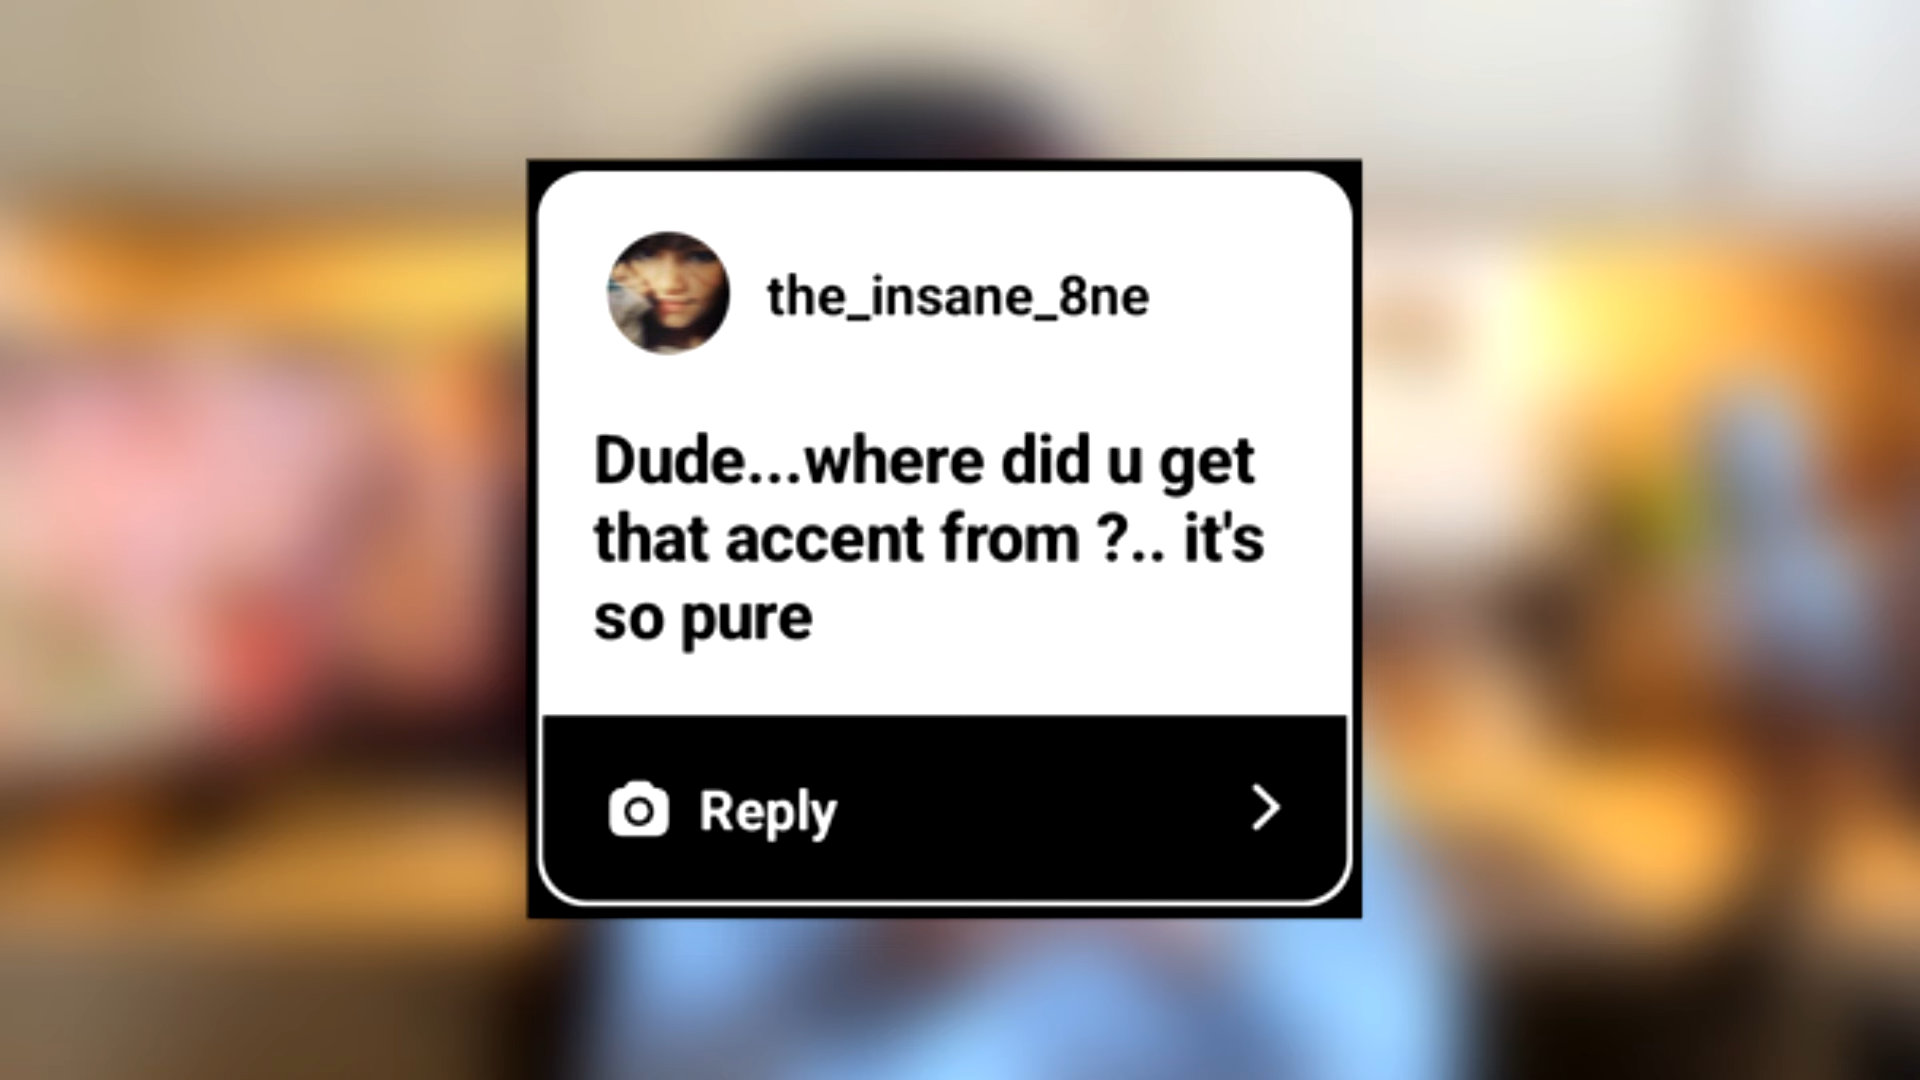 the_insane_8ne
Dude...where did u get
that accent from ?.. it's
so pure
Reply